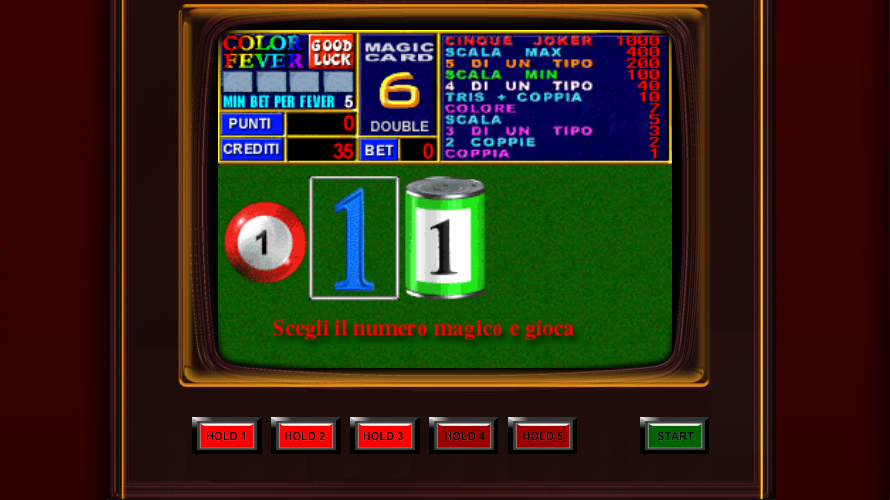 COLOR FEVER
GOOD LUCK
MIN BET PER FEVER 5
PUNTI 0
CREDITI 35
MAGIC CARD
6
DOUBLE
BET 0
CINQUE JOKER 1000
SCALA MAX 400
5 DI UN TIPO 200
SCALA MIN 100
4 DI UN TIPO 40
TRIS + COPPIA 10
COLORE 7
SCALA 5
3 DI UN TIPO 3
2 COPPIE 2
COPPIA 1
1 1 1
Scegli il numero magico e gioca
HOLD 1 HOLD 2 HOLD 3 HOLD 4 HOLD 5 START